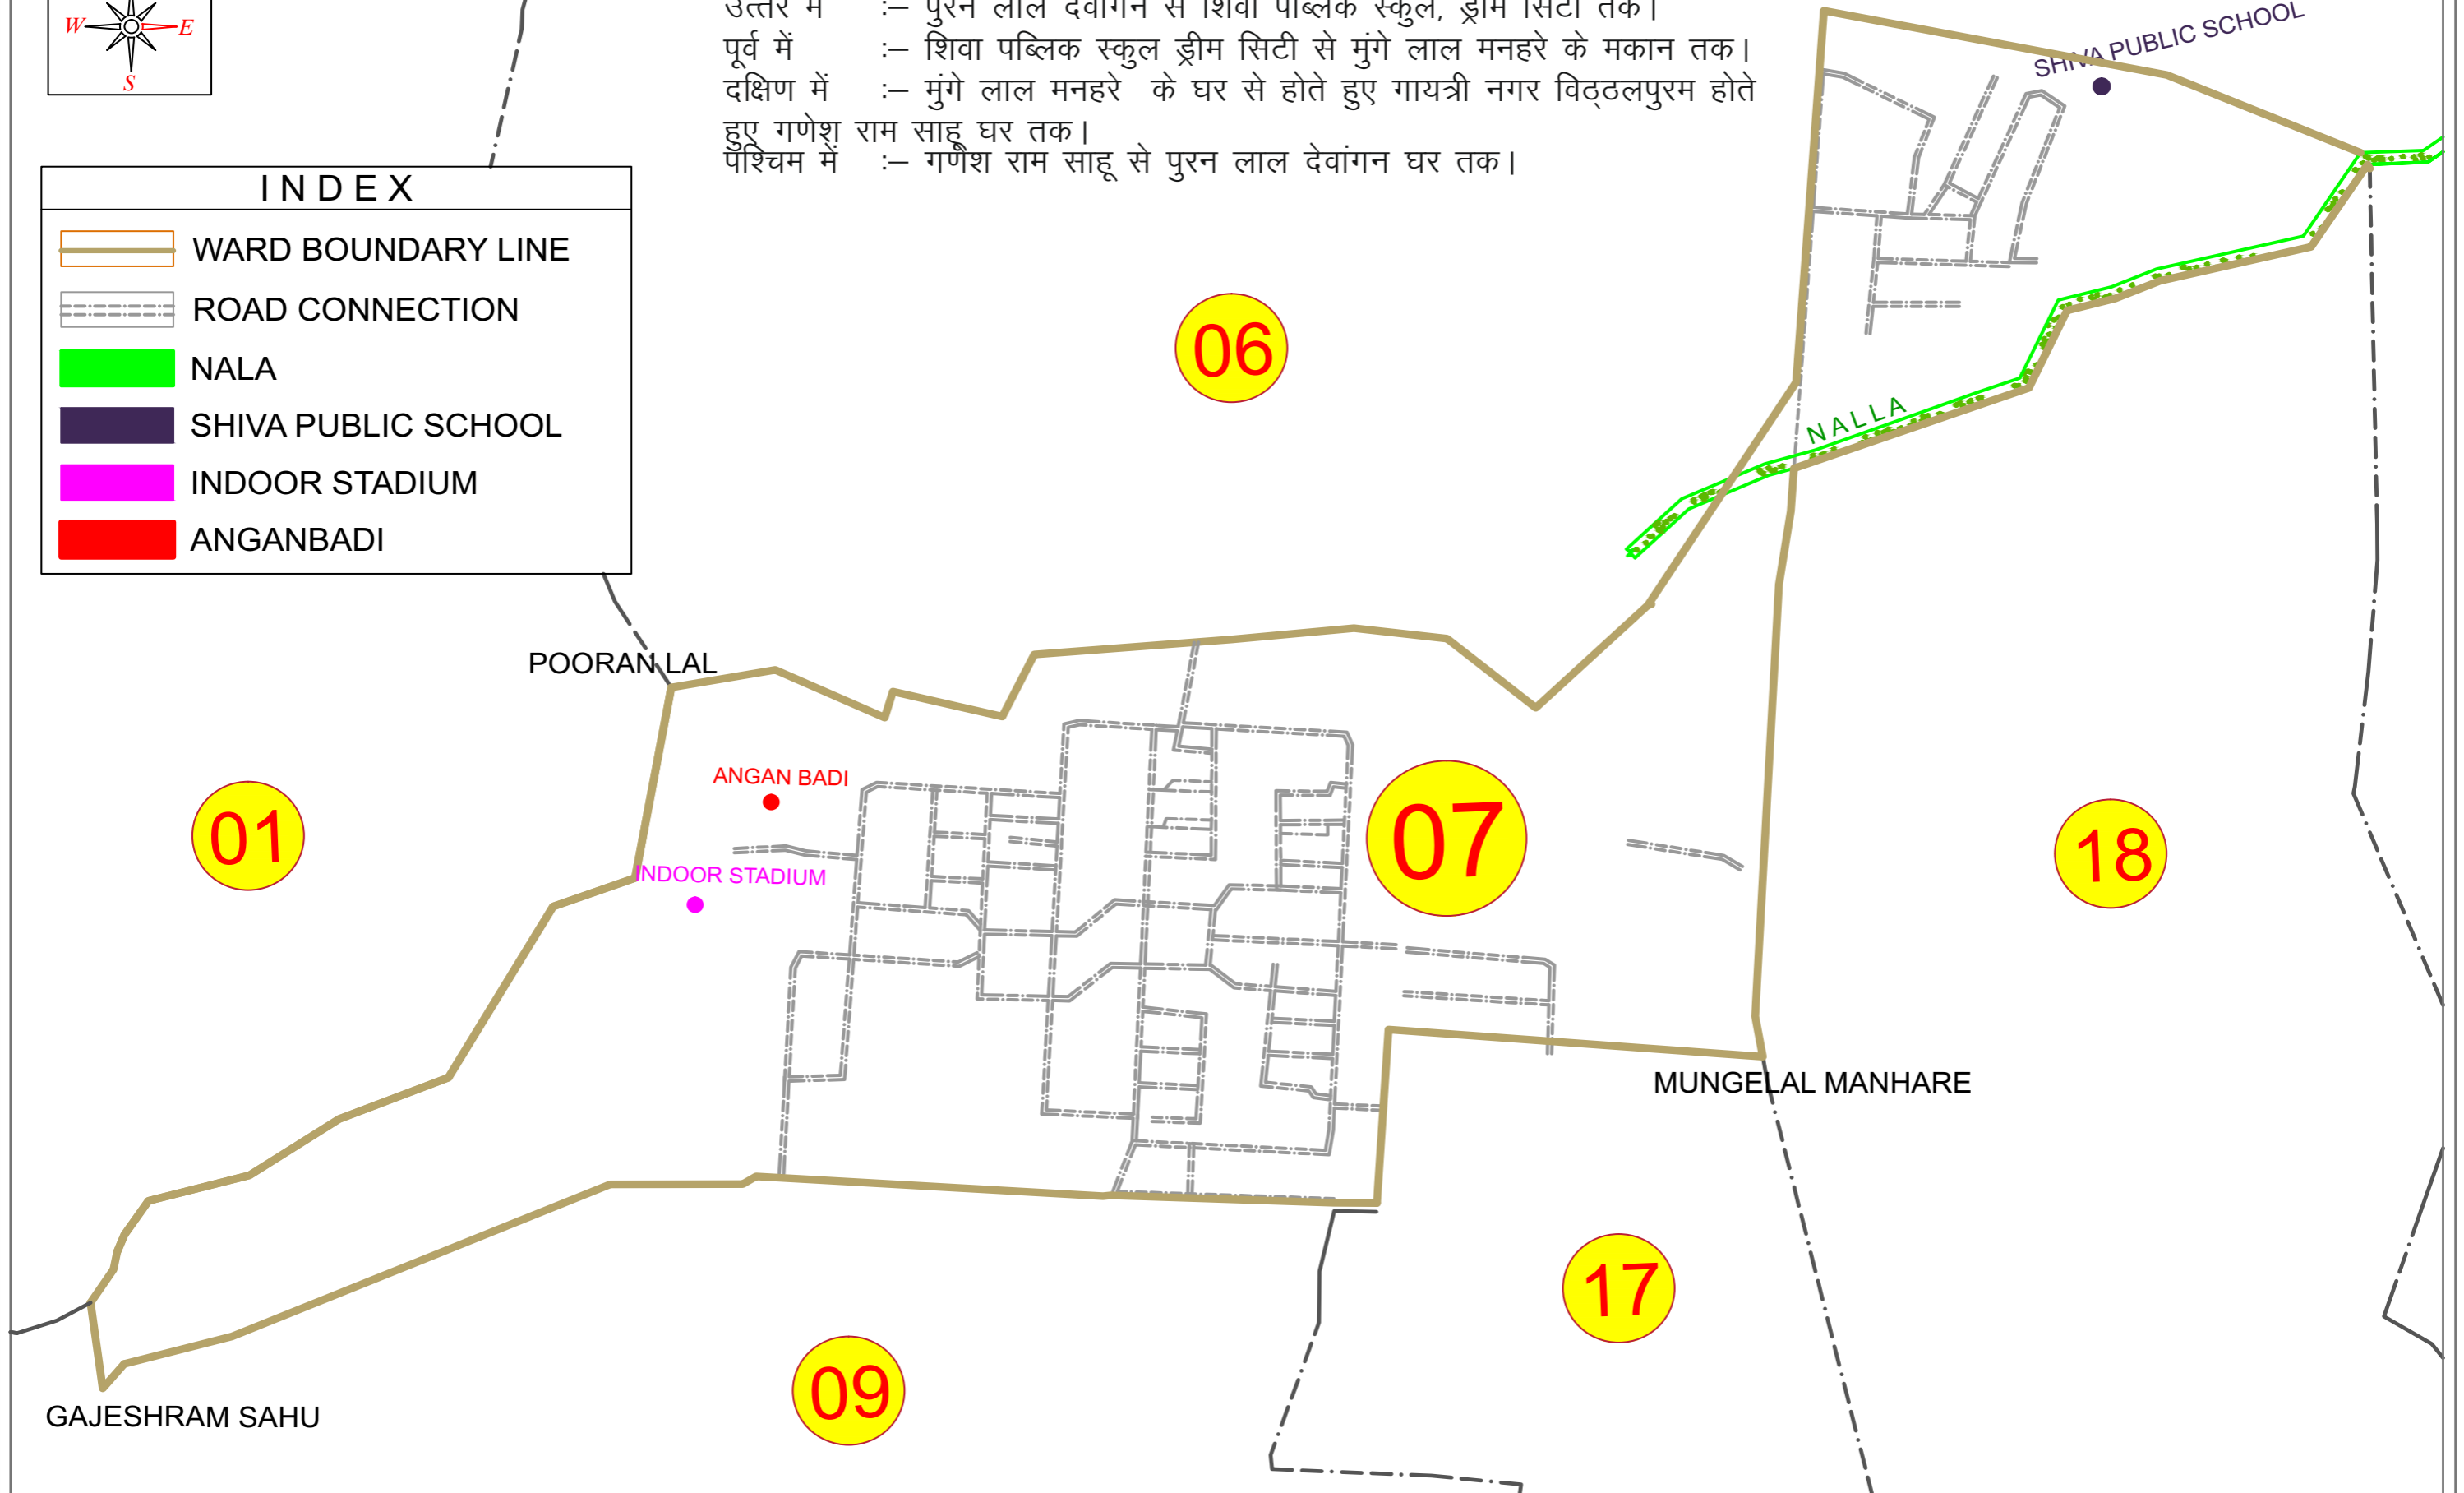 W E
S
उत्तर में :– पुरन लाल देवांगन से शिवा पब्लिक स्कुल, ड्रीम सिटी तक।
पूर्व में :– शिवा पब्लिक स्कुल ड्रीम सिटी से मुंगे लाल मनहरे के मकान तक।
दक्षिण में :– मुंगे लाल मनहरे के घर से होते हुए गायत्री नगर विठ्ठलपुरम होते
हुए गणेश राम साहू घर तक।
पश्चिम में :– गणेश राम साहू से पुरन लाल देवांगन घर तक।
SHIVA PUBLIC SCHOOL
INDEX
WARD BOUNDARY LINE
ROAD CONNECTION
NALA
SHIVA PUBLIC SCHOOL
INDOOR STADIUM
ANGANBADI
06
NALLA
POORAN LAL
ANGAN BADI
01
07
18
INDOOR STADIUM
MUNGELAL MANHARE
17
09
GAJESHRAM SAHU